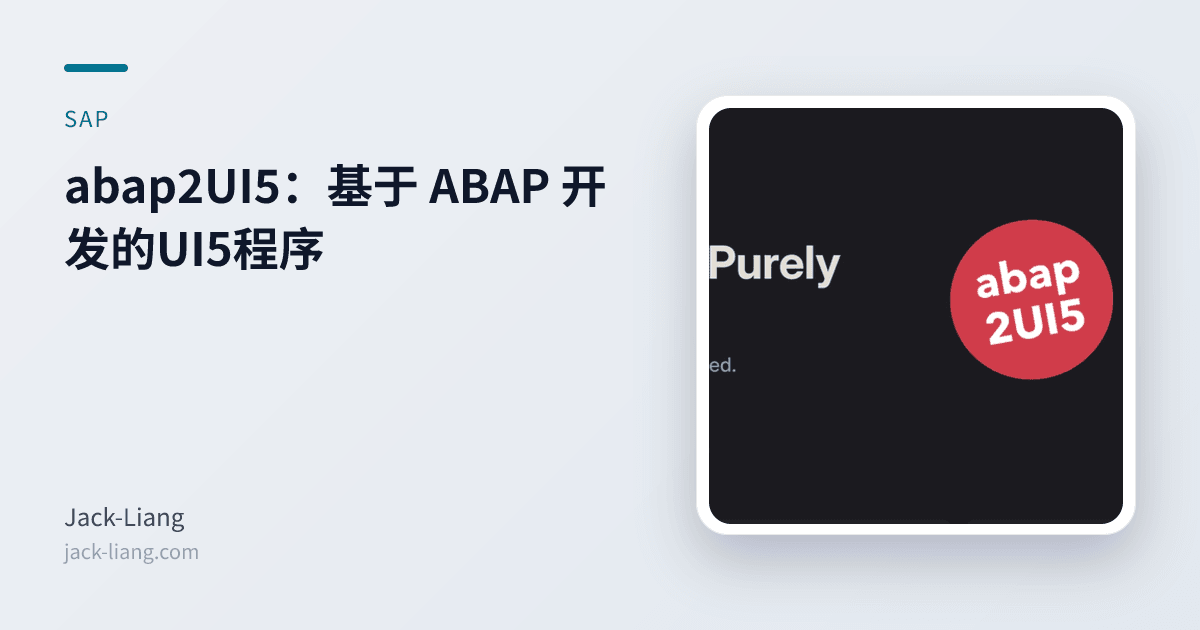 SAP
abap2UI5：基于 ABAP 开
发的UI5程序
Purely
ed.
abap
2UI5
Jack-Liang
jack-liang.com